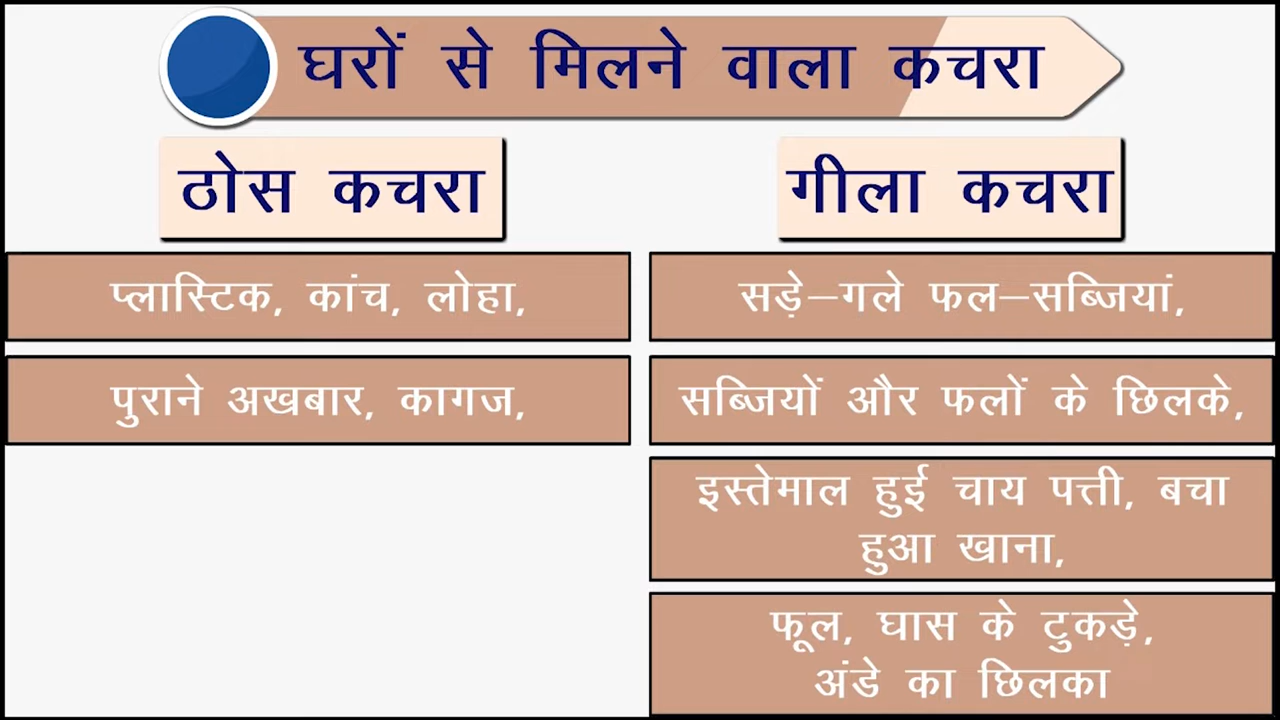 घरों से मिलने वाला कचरा
ठोस कचरा
प्लास्टिक, कांच, लोहा,
पुराने अखबार, कागज,
गीला कचरा
सड़े–गले फल–सब्जियां,
सब्जियों और फलों के छिलके,
इस्तेमाल हुई चाय पत्ती, बचा
हुआ खाना,
फूल, घास के टुकड़े,
अंडे का छिलका